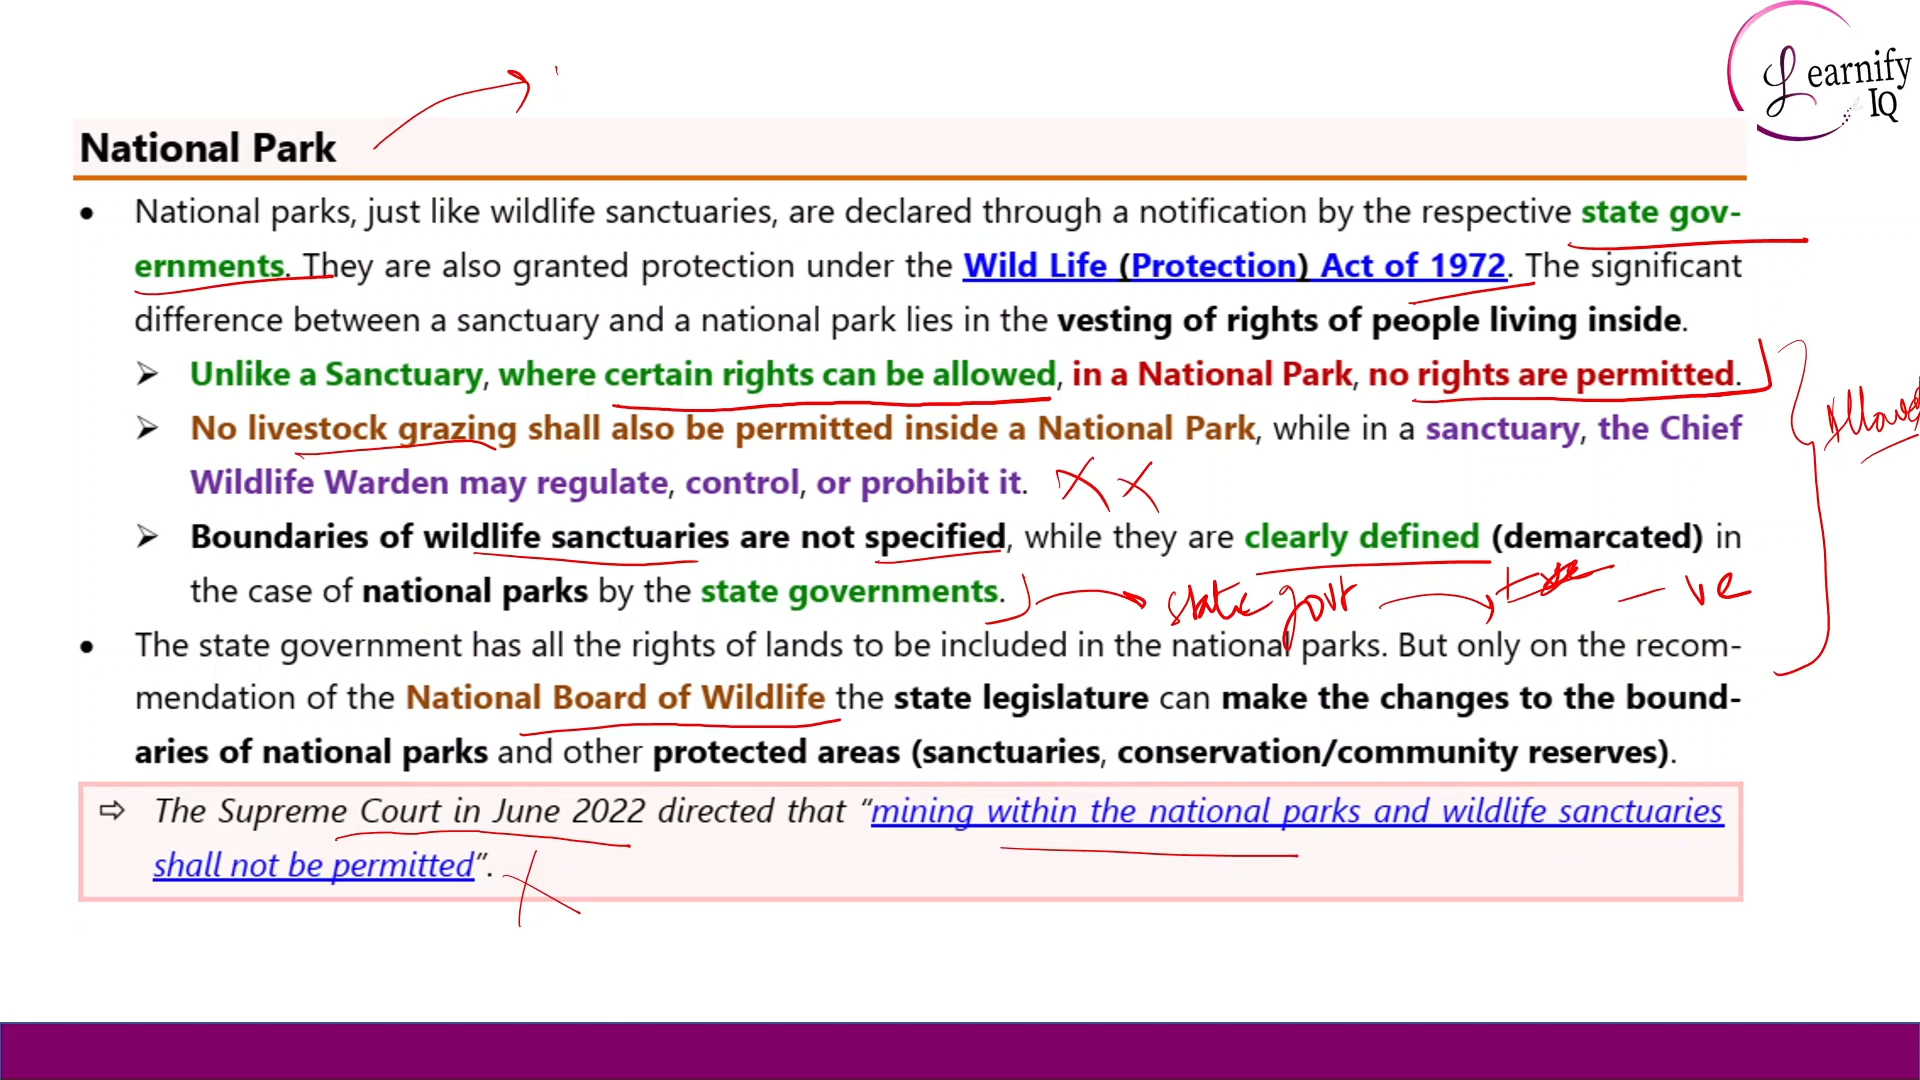 Learnify
IQ
National Park
• National parks, just like wildlife sanctuaries, are declared through a notification by the respective state gov-
ernments. They are also granted protection under the Wild Life (Protection) Act of 1972. The significant
difference between a sanctuary and a national park lies in the vesting of rights of people living inside.
➢ Unlike a Sanctuary, where certain rights can be allowed, in a National Park, no rights are permitted.
➢ No livestock grazing shall also be permitted inside a National Park, while in a sanctuary, the Chief
Allowed
Wildlife Warden may regulate, control, or prohibit it. X X
➢ Boundaries of wildlife sanctuaries are not specified, while they are clearly defined (demarcated) in
the case of national parks by the state governments.
state govt - ve
• The state government has all the rights of lands to be included in the national parks. But only on the recom-
mendation of the National Board of Wildlife the state legislature can make the changes to the bound-
aries of national parks and other protected areas (sanctuaries, conservation/community reserves).
⇨ The Supreme Court in June 2022 directed that “mining within the national parks and wildlife sanctuaries
shall not be permitted”.